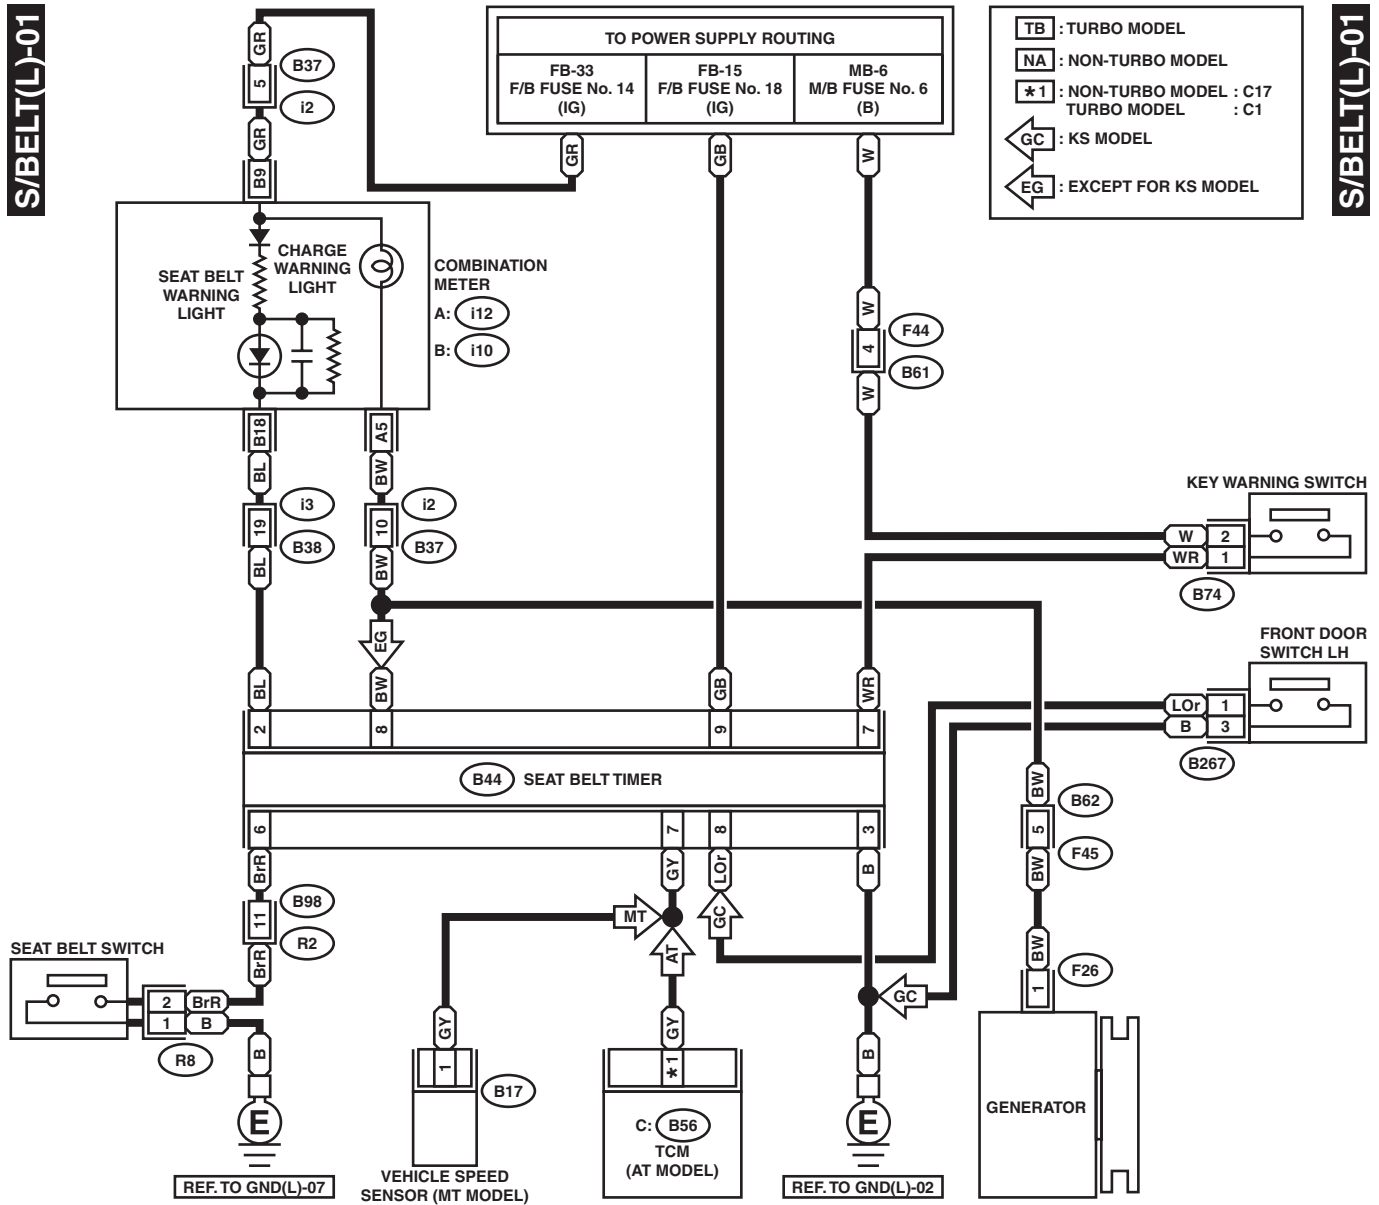 S/BELT(L)-01
S/BELT(L)-01
TO POWER SUPPLY ROUTING
FB-33
F/B FUSE No. 14
(IG)
FB-15
F/B FUSE No. 18
(IG)
MB-6
M/B FUSE No. 6
(B)
TB : TURBO MODEL
NA : NON-TURBO MODEL
*1 : NON-TURBO MODEL : C17
TURBO MODEL : C1
GC : KS MODEL
EG : EXCEPT FOR KS MODEL
GR
5
B37
i2
GR
B9
GR
GB
W
SEAT BELT
WARNING
LIGHT
CHARGE
WARNING
LIGHT
COMBINATION
METER
A: i12
B: i10
W
4
F44
B61
W
B18
A5
BL
BW
19
i3
B38
10
i2
B37
BL
BW
KEY WARNING SWITCH
W 2
WR 1
B74
EG
FRONT DOOR
SWITCH LH
LOr 1
B 3
B267
BL
BW
GB
WR
2
8
9
7
B44 SEAT BELT TIMER
6
7
8
3
BrR
GY
LOr
B
BW
5
B62
F45
BW
11
B98
R2
BrR
MT
AT
GC
GC
BW
F26
1
SEAT BELT SWITCH
2 BrR
1 B
R8
B
E
REF. TO GND(L)-07
GY
1
B17
VEHICLE SPEED
SENSOR (MT MODEL)
GY
*1
C: B56
TCM
(AT MODEL)
B
E
REF. TO GND(L)-02
GENERATOR